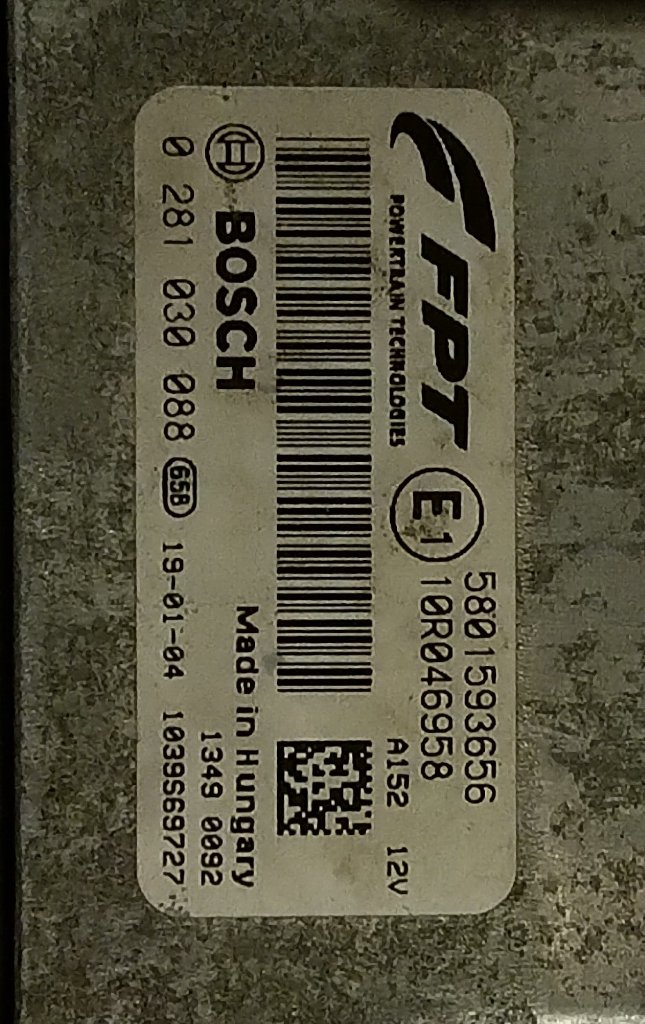 FPT
POWERTRAIN TECHNOLOGIES
5801593656
E1 10R046958
A152 12V
BOSCH
Made in Hungary
1349 0092
0 281 030 088 65B 19-01-04 1039S69727